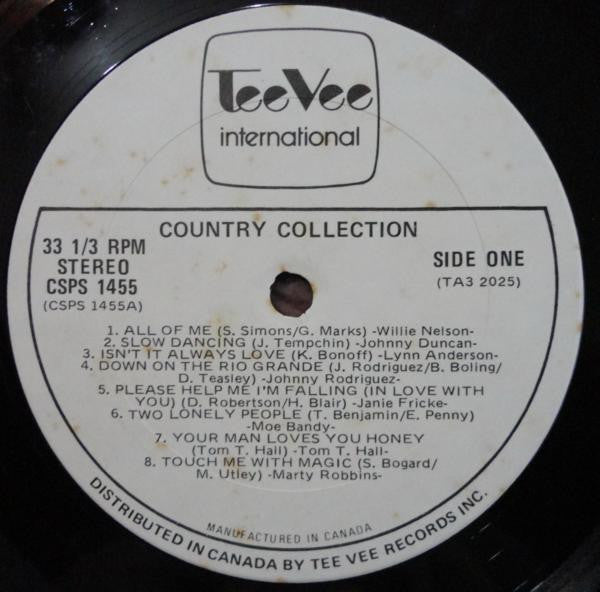 TeeVee
international
COUNTRY COLLECTION
33 1/3 RPM
STEREO
CSPS 1455
(CSPS 1455A)
SIDE ONE
(TA3 2025)
1. ALL OF ME (S. Simons/G. Marks) -Willie Nelson-
2. SLOW DANCING (J. Tempchin) -Johnny Duncan-
3. ISN'T IT ALWAYS LOVE (K. Bonoff) -Lynn Anderson-
4. DOWN ON THE RIO GRANDE (J. Rodriguez/B. Boling/
D. Teasley) -Johnny Rodriguez-
5. PLEASE HELP ME I'M FALLING (IN LOVE WITH
YOU) (D. Robertson/H. Blair) -Janie Fricke-
6. TWO LONELY PEOPLE (T. Benjamin/E. Penny)
-Moe Bandy-
7. YOUR MAN LOVES YOU HONEY
(Tom T. Hall) -Tom T. Hall-
8. TOUCH ME WITH MAGIC (S. Bogard/
M. Utley) -Marty Robbins-
MANUFACTURED IN CANADA
DISTRIBUTED IN CANADA BY TEE VEE RECORDS INC.